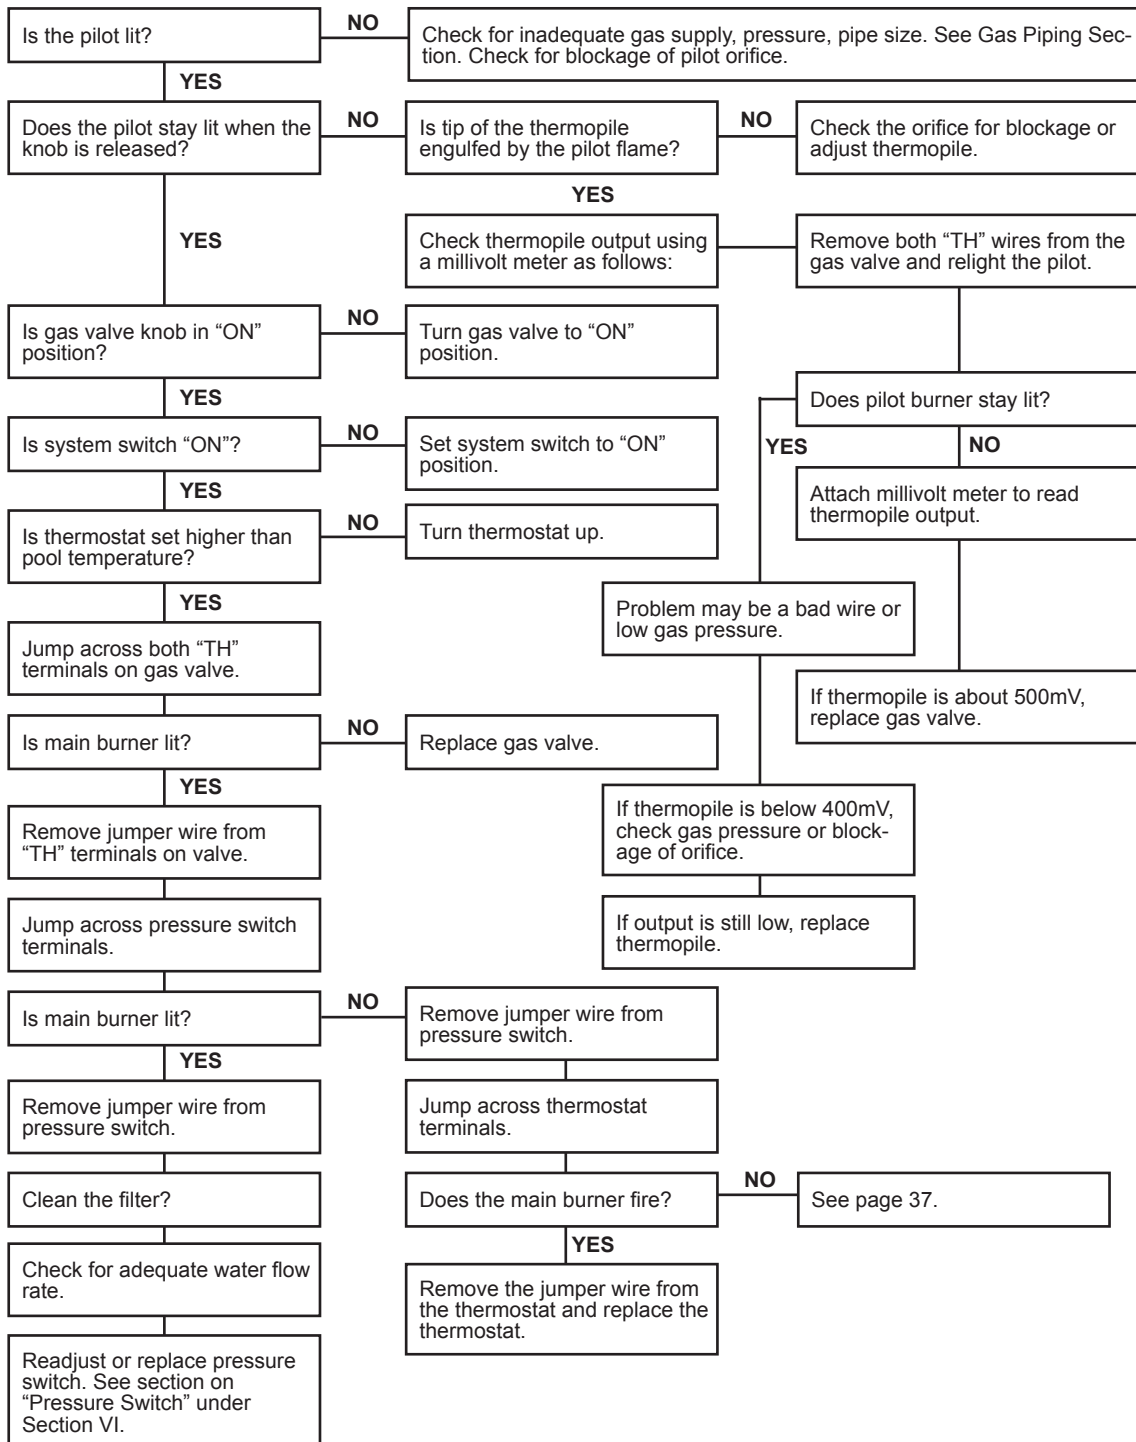 Is the pilot lit?
NO
Check for inadequate gas supply, pressure, pipe size. See Gas Piping Sec-
tion. Check for blockage of pilot orifice.
YES
Does the pilot stay lit when the
knob is released?
NO
Is tip of the thermopile
engulfed by the pilot flame?
NO
Check the orifice for blockage or
adjust thermopile.
YES
YES
Check thermopile output using
a millivolt meter as follows:
Remove both “TH” wires from the
gas valve and relight the pilot.
Is gas valve knob in “ON”
position?
NO
Turn gas valve to “ON”
position.
Does pilot burner stay lit?
YES
Is system switch “ON”?
NO
Set system switch to “ON”
position.
YES
NO
Attach millivolt meter to read
thermopile output.
YES
Is thermostat set higher than
pool temperature?
NO
Turn thermostat up.
YES
Problem may be a bad wire or
low gas pressure.
Jump across both “TH”
terminals on gas valve.
If thermopile is about 500mV,
replace gas valve.
Is main burner lit?
NO
Replace gas valve.
YES
If thermopile is below 400mV,
check gas pressure or block-
age of orifice.
Remove jumper wire from
“TH” terminals on valve.
If output is still low, replace
thermopile.
Jump across pressure switch
terminals.
Is main burner lit?
NO
Remove jumper wire from
pressure switch.
YES
Remove jumper wire from
pressure switch.
Jump across thermostat
terminals.
Clean the filter?
Does the main burner fire?
NO
See page 37.
YES
Check for adequate water flow
rate.
Remove the jumper wire from
the thermostat and replace the
thermostat.
Readjust or replace pressure
switch. See section on
“Pressure Switch” under
Section VI.